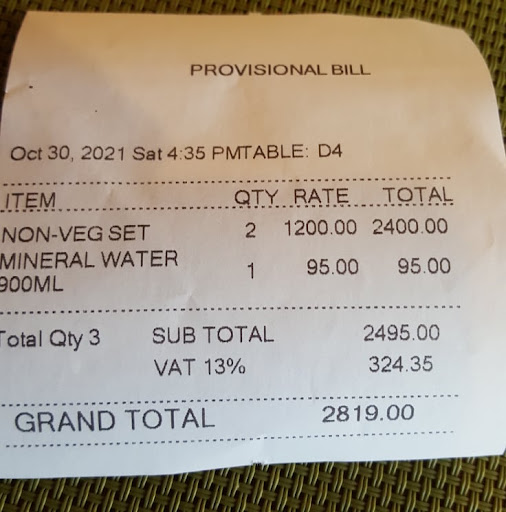 PROVISIONAL BILL
Oct 30, 2021 Sat 4:35 PMTABLE: D4
ITEM QTY RATE TOTAL
NON-VEG SET 2 1200.00 2400.00
MINERAL WATER 1 95.00 95.00
900ML
Total Qty 3 SUB TOTAL 2495.00
VAT 13% 324.35
GRAND TOTAL 2819.00